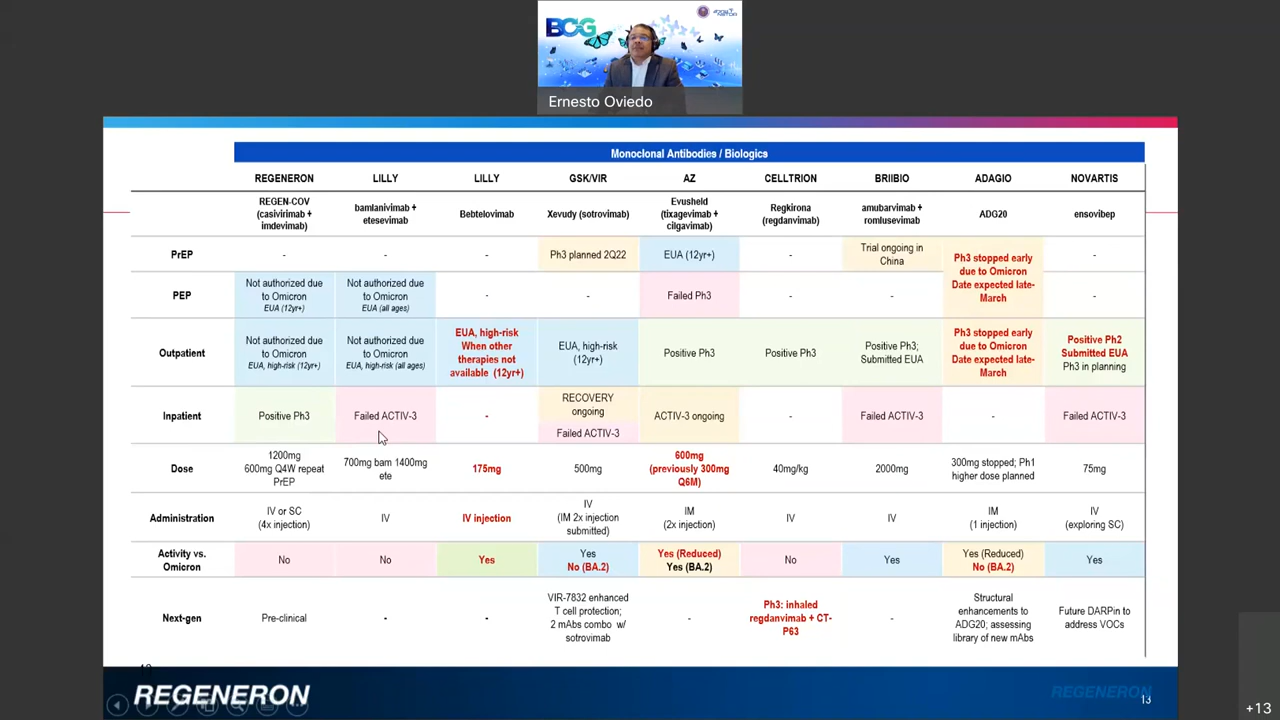 BCG
Ernesto Oviedo
Monoclonal Antibodies / Biologics
REGENERON LILLY LILLY GSK/VIR AZ CELLTRION BRIIBIO ADAGIO NOVARTIS
REGEN-COV (casivirimab + imdevimab)
bamlanivimab + etesevimab
Bebtelovimab
Xevudy (sotrovimab)
Evusheld (tixagevimab + cilgavimab)
Regkirona (regdanvimab)
amubarvimab + romlusevimab
ADG20
ensovibep
PrEP
-
-
-
Ph3 planned 2Q22
EUA (12yr+)
-
Trial ongoing in China
Ph3 stopped early due to Omicron Date expected late-March
-
PEP
Not authorized due to Omicron
EUA (12yr+)
Not authorized due to Omicron
EUA (all ages)
-
-
Failed Ph3
-
-
-
Outpatient
Not authorized due to Omicron
EUA, high-risk (12yr+)
Not authorized due to Omicron
EUA, high-risk (all ages)
EUA, high-risk When other therapies not available (12yr+)
EUA, high-risk (12yr+)
Positive Ph3
Positive Ph3
Positive Ph3; Submitted EUA
Ph3 stopped early due to Omicron Date expected late-March
Positive Ph2 Submitted EUA
Ph3 in planning
Inpatient
Positive Ph3
Failed ACTIV-3
-
RECOVERY ongoing
Failed ACTIV-3
ACTIV-3 ongoing
-
Failed ACTIV-3
-
Failed ACTIV-3
Dose
1200mg 600mg Q4W repeat PrEP
700mg bam 1400mg ete
175mg
500mg
600mg (previously 300mg Q6M)
40mg/kg
2000mg
300mg stopped; Ph1 higher dose planned
75mg
Administration
IV or SC (4x injection)
IV
IV injection
IV (IM 2x injection submitted)
IM (2x injection)
IV
IV
IM (1 injection)
IV (exploring SC)
Activity vs. Omicron
No
No
Yes
Yes
No (BA.2)
Yes (Reduced)
Yes (BA.2)
No
Yes
Yes (Reduced)
No (BA.2)
Yes
Next-gen
Pre-clinical
-
-
VIR-7832 enhanced T cell protection; 2 mAbs combo w/ sotrovimab
-
Ph3: inhaled regdanvimab + CT-P63
-
Structural enhancements to ADG20; assessing library of new mAbs
Future DARPin to address VOCs
REGENERON
REGENERON
13
+13